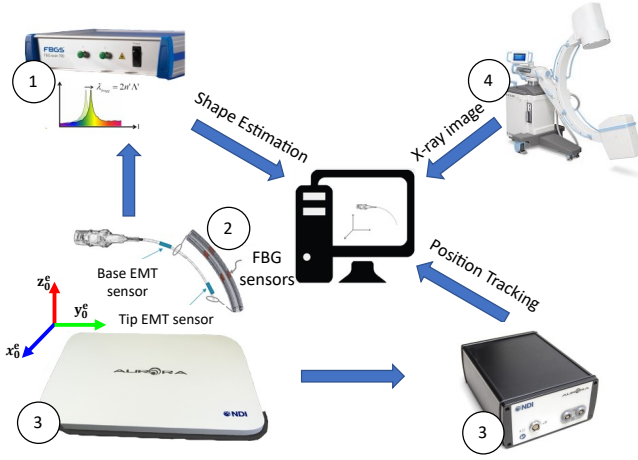 FBGS
1
λBragg = 2n'Λ'
λ
4
Shape Estimation
X-ray image
2
FBG
sensors
Base EMT
sensor
Tip EMT sensor
Position Tracking
z₀ᵉ
y₀ᵉ
x₀ᵉ
AURORA
NDI
3
AURORA
NDI
3